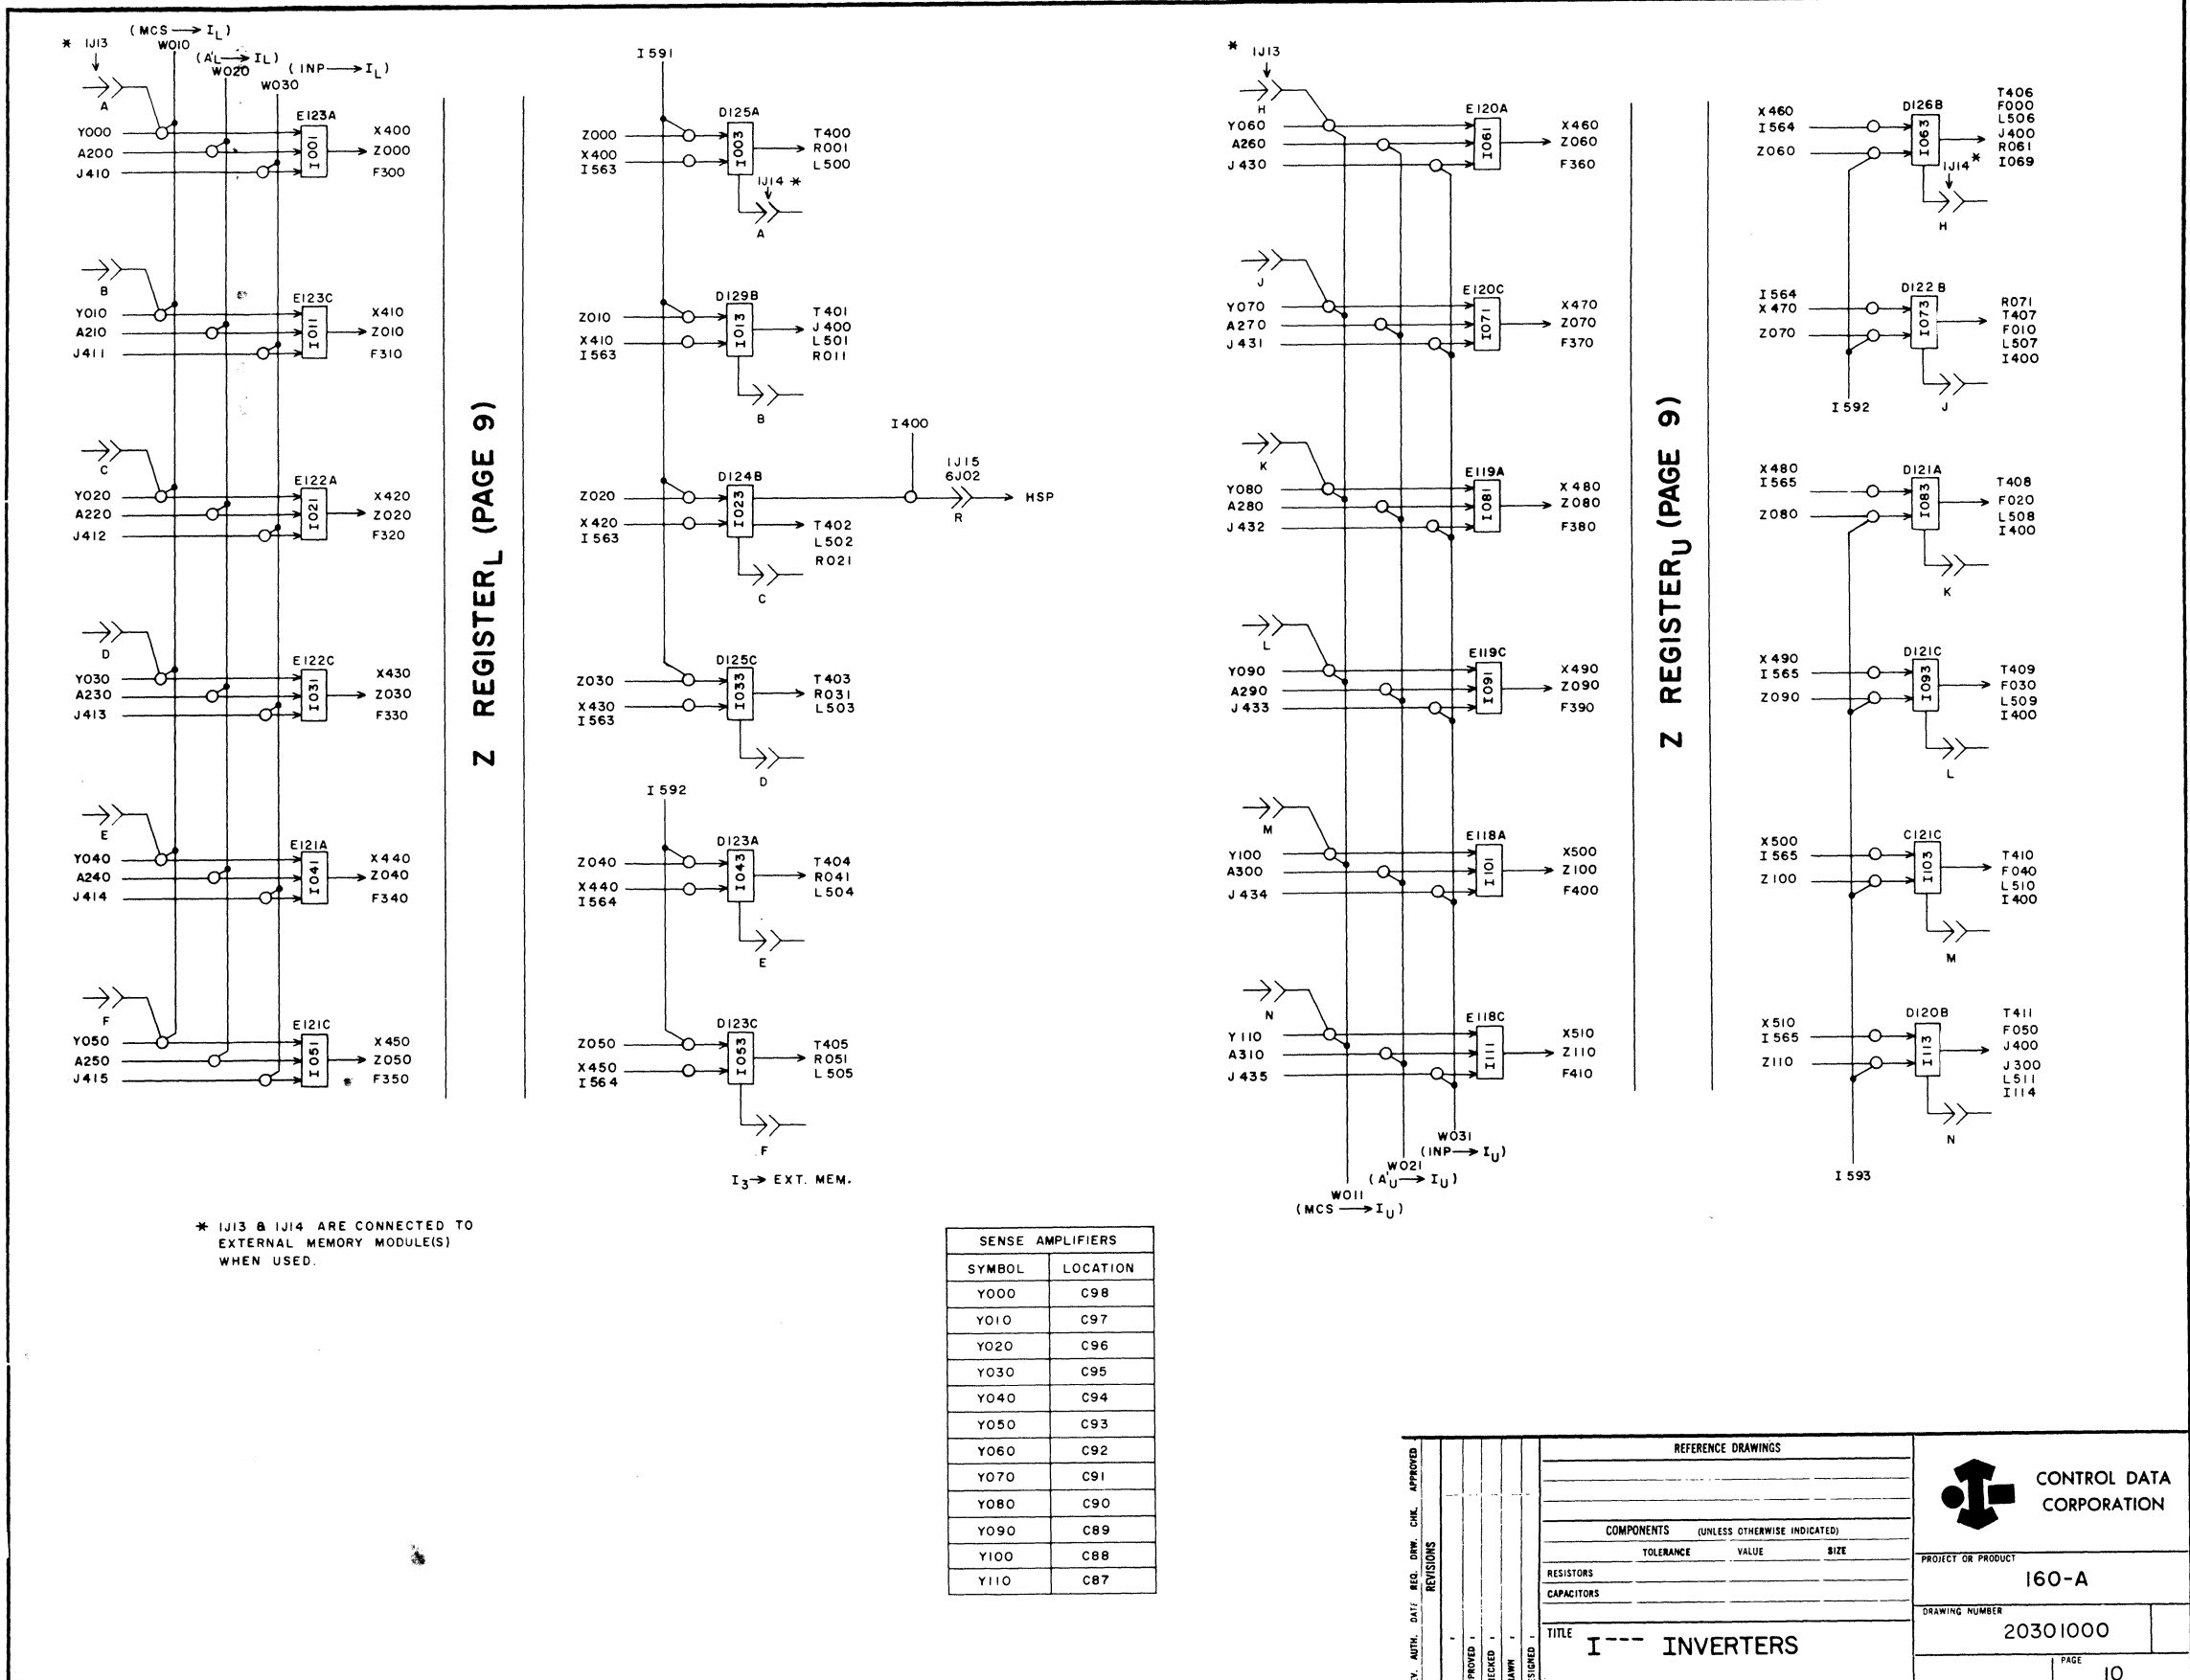 (MCS → I L)
* 1J13
W010
(A'L → I L)
W020
(INP → I L)
W030
A
Y000
A200
J410
E123A
I001
X400
Z000
F300
B
Y010
A210
J411
E123C
I011
X410
Z010
F310
C
Y020
A220
J412
E122A
I021
X420
Z020
F320
D
Y030
A230
J413
E122C
I031
X430
Z030
F330
E
Y040
A240
J414
E121A
I041
X440
Z040
F340
F
Y050
A250
J415
E121C
I051
X450
Z050
F350
Z REGISTER L (PAGE 9)
I591
Z000
X400
I563
D125A
I003
T400
R001
L500
1J14 *
A
Z010
X410
I563
D129B
I013
T401
J400
L501
R011
B
Z020
X420
I563
D124B
I023
I400
1J15
6J02
R
HSP
T402
L502
R021
C
Z030
X430
I563
D125C
I033
T403
R031
L503
D
I592
Z040
X440
I564
D123A
I043
T404
R041
L504
E
Z050
X450
I564
D123C
I053
T405
R051
L505
F
I3 → EXT. MEM.
* 1J13
H
Y060
A260
J430
E120A
I061
X460
Z060
F360
J
Y070
A270
J431
E120C
I071
X470
Z070
F370
K
Y080
A280
J432
E119A
I081
X480
Z080
F380
L
Y090
A290
J433
E119C
I091
X490
Z090
F390
M
Y100
A300
J434
E118A
I101
X500
Z100
F400
N
Y110
A310
J435
E118C
I111
X510
Z110
F410
W031
(INP → I U)
W021
(A'U → I U)
W011
(MCS → I U)
Z REGISTER U (PAGE 9)
X460
I564
Z060
D126B
I063
T406
F000
L506
J400
R061
I069
1J14 *
H
I564
X470
Z070
D122B
I073
R071
T407
F010
L507
I400
I592
J
X480
I565
Z080
D121A
I083
T408
F020
L508
I400
K
X490
I565
Z090
D121C
I093
T409
F030
L509
I400
L
X500
I565
Z100
C121C
I103
T410
F040
L510
I400
M
X510
I565
Z110
D120B
I113
T411
F050
J400
J300
L511
I114
N
I593
* 1J13 & 1J14 ARE CONNECTED TO
EXTERNAL MEMORY MODULE(S)
WHEN USED.
SENSE AMPLIFIERS
SYMBOL LOCATION
Y000 C98
Y010 C97
Y020 C96
Y030 C95
Y040 C94
Y050 C93
Y060 C92
Y070 C91
Y080 C90
Y090 C89
Y100 C88
Y110 C87
AUTH. DATE REQ. DRW. CHK. APPROVED
REVISIONS
REFERENCE DRAWINGS
COMPONENTS (UNLESS OTHERWISE INDICATED)
TOLERANCE VALUE SIZE
RESISTORS
CAPACITORS
TITLE
I--- INVERTERS
CONTROL DATA
CORPORATION
PROJECT OR PRODUCT
160-A
DRAWING NUMBER
20301000
PAGE
10